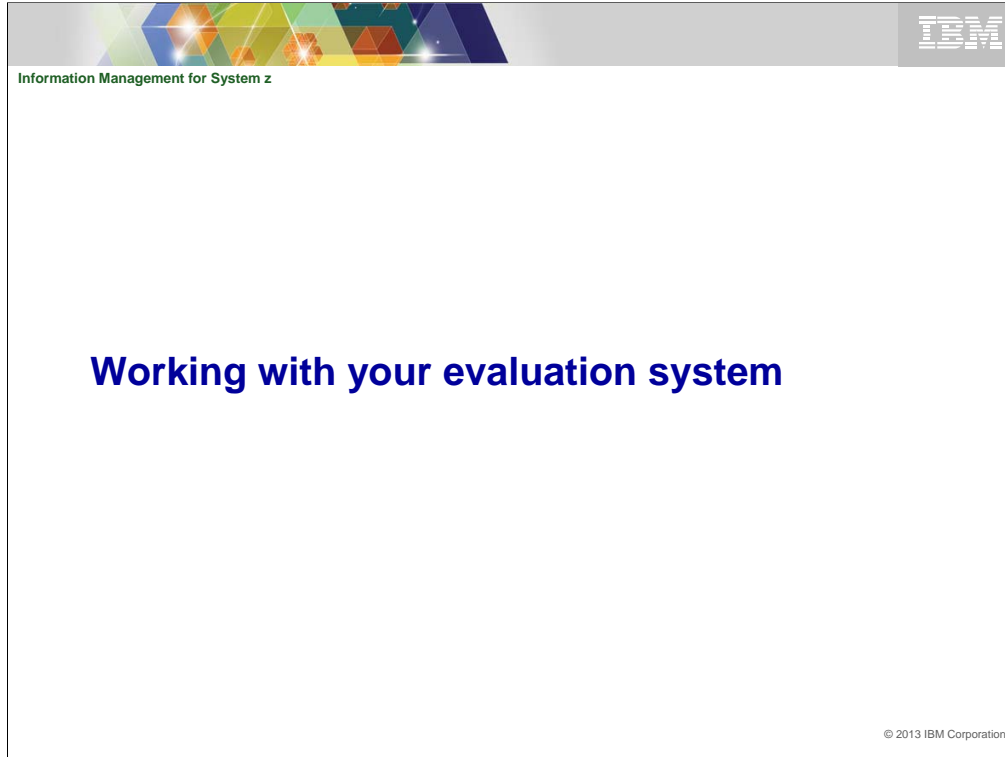 IBM
Information Management for System z
Working with your evaluation system
© 2013 IBM Corporation